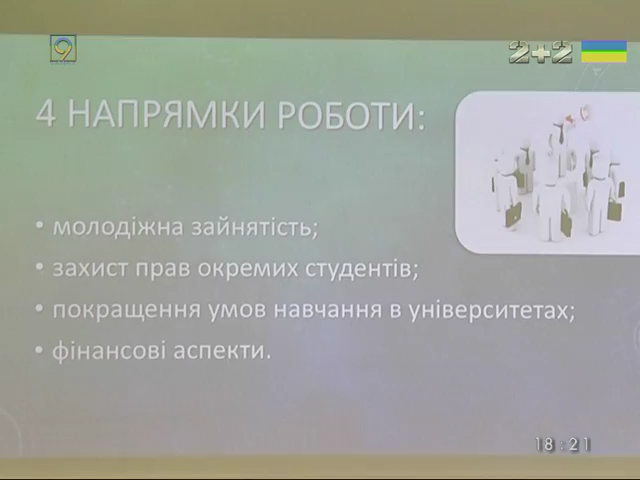 9
2+2
4 НАПРЯМКИ РОБОТИ:
• молодіжна зайнятість;
• захист прав окремих студентів;
• покращення умов навчання в університетах;
• фінансові аспекти.
18:21